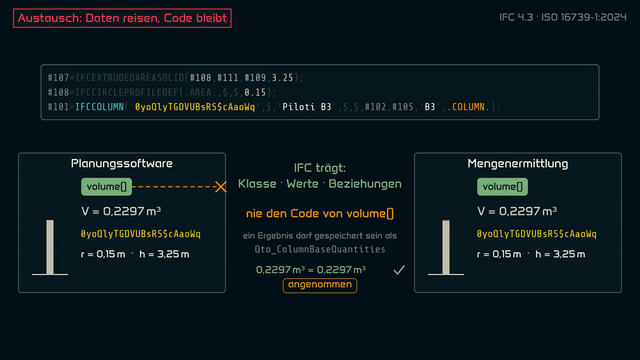 Austausch: Daten reisen, Code bleibt
IFC 4.3 · ISO 16739-1:2024
#107=IFCEXTRUDEDAREASOLID(#108,#111,#109,3.25);
#108=IFCCIRCLEPROFILEDEF(.AREA.,$,$,0.15);
#101=IFCCOLUMN('0yoQlyTGDVUBsRS$cAaoWq',$,'Piloti B3',$,$,#102,#105,'B3',.COLUMN.);
Planungssoftware
volume[]
V = 0,2297 m³
0yoQlyTGDVUBsRS$cAaoWq
r = 0,15 m · h = 3,25 m
IFC trägt:
Klasse · Werte · Beziehungen
nie den Code von volume[]
ein Ergebnis darf gespeichert sein als
Qto_ColumnBaseQuantities
0,2297 m³ = 0,2297 m³
angenommen
Mengenermittlung
volume[]
V = 0,2297 m³
0yoQlyTGDVUBsRS$cAaoWq
r = 0,15 m · h = 3,25 m